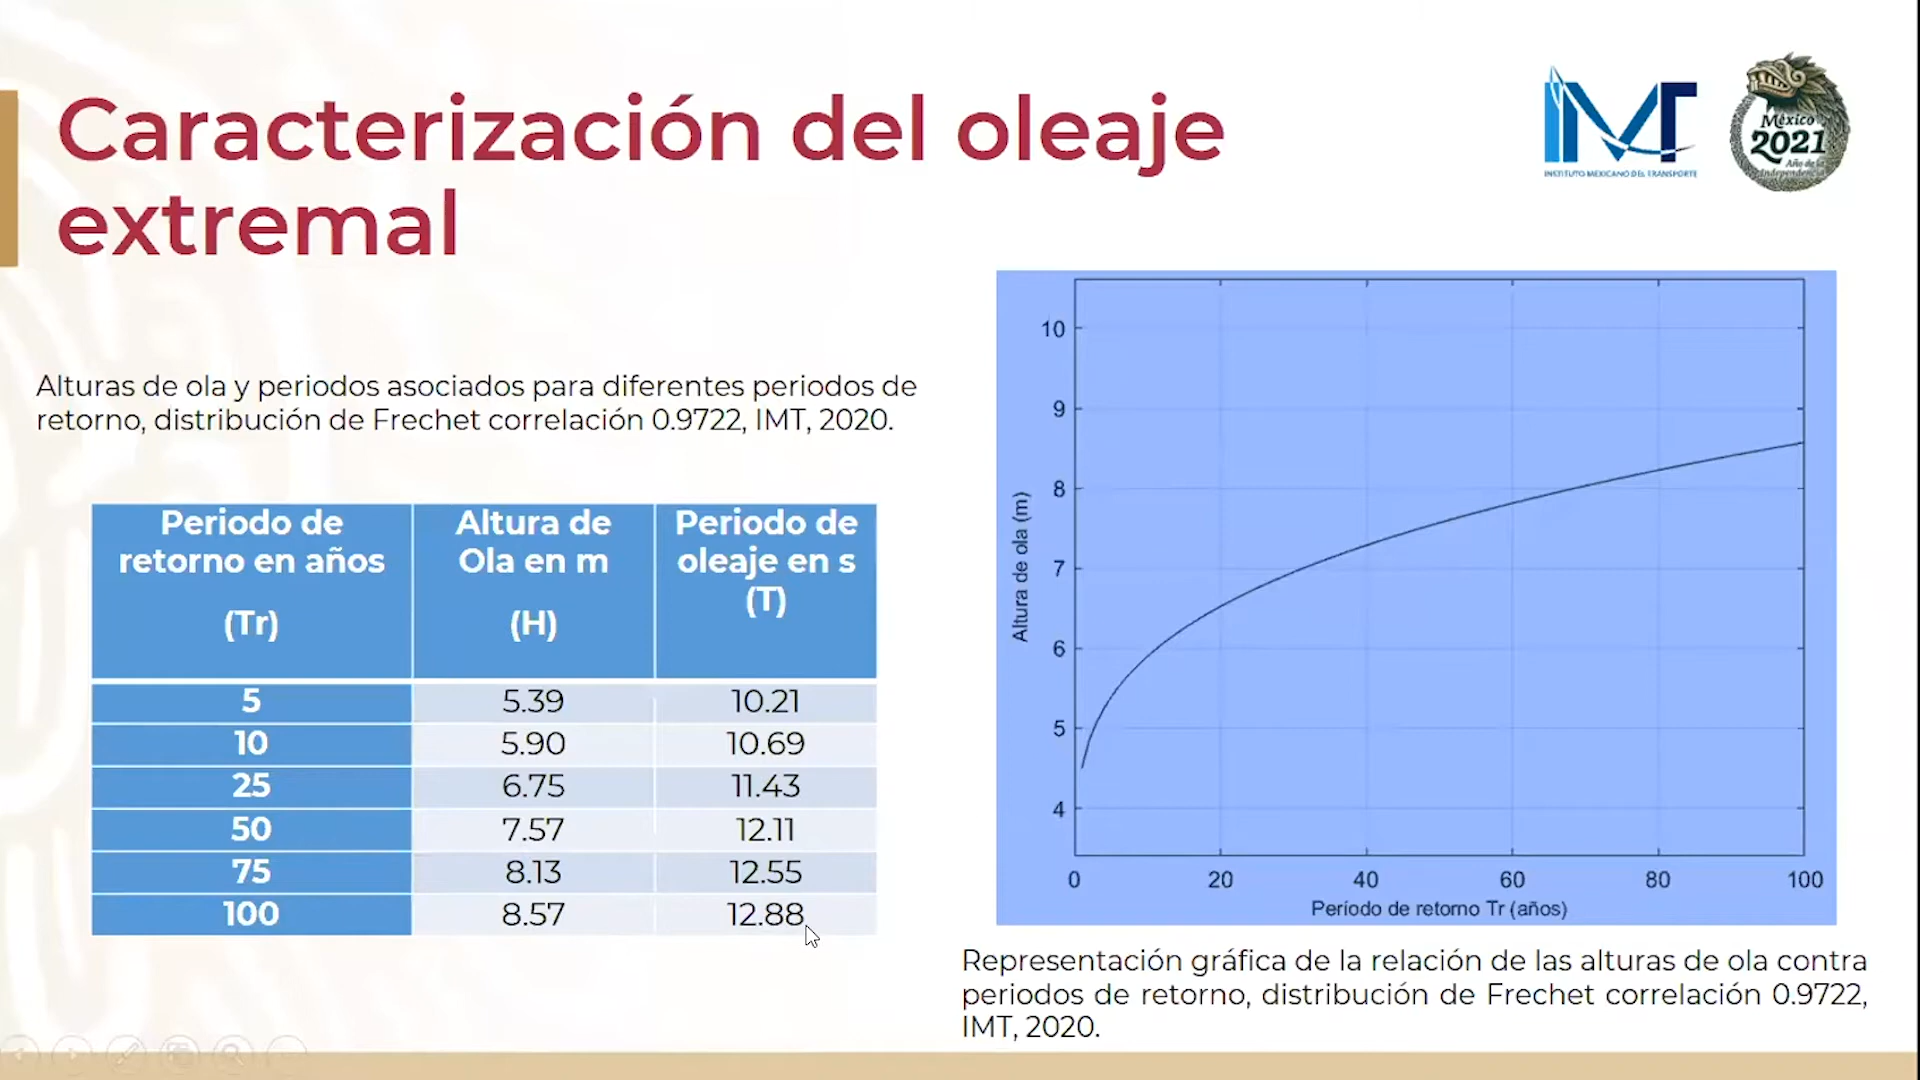 Caracterización del oleaje
extremal
INSTITUTO MEXICANO DEL TRANSPORTE
México
2021
Año de la
Independencia
Alturas de ola y periodos asociados para diferentes periodos de
retorno, distribución de Frechet correlación 0.9722, IMT, 2020.
Periodo de retorno en años (Tr) Altura de Ola en m (H) Periodo de oleaje en s (T)
5 5.39 10.21
10 5.90 10.69
25 6.75 11.43
50 7.57 12.11
75 8.13 12.55
100 8.57 12.88
10
9
8
7
6
5
4
Altura de ola (m)
0 20 40 60 80 100
Período de retorno Tr (años)
Representación gráfica de la relación de las alturas de ola contra
periodos de retorno, distribución de Frechet correlación 0.9722,
IMT, 2020.